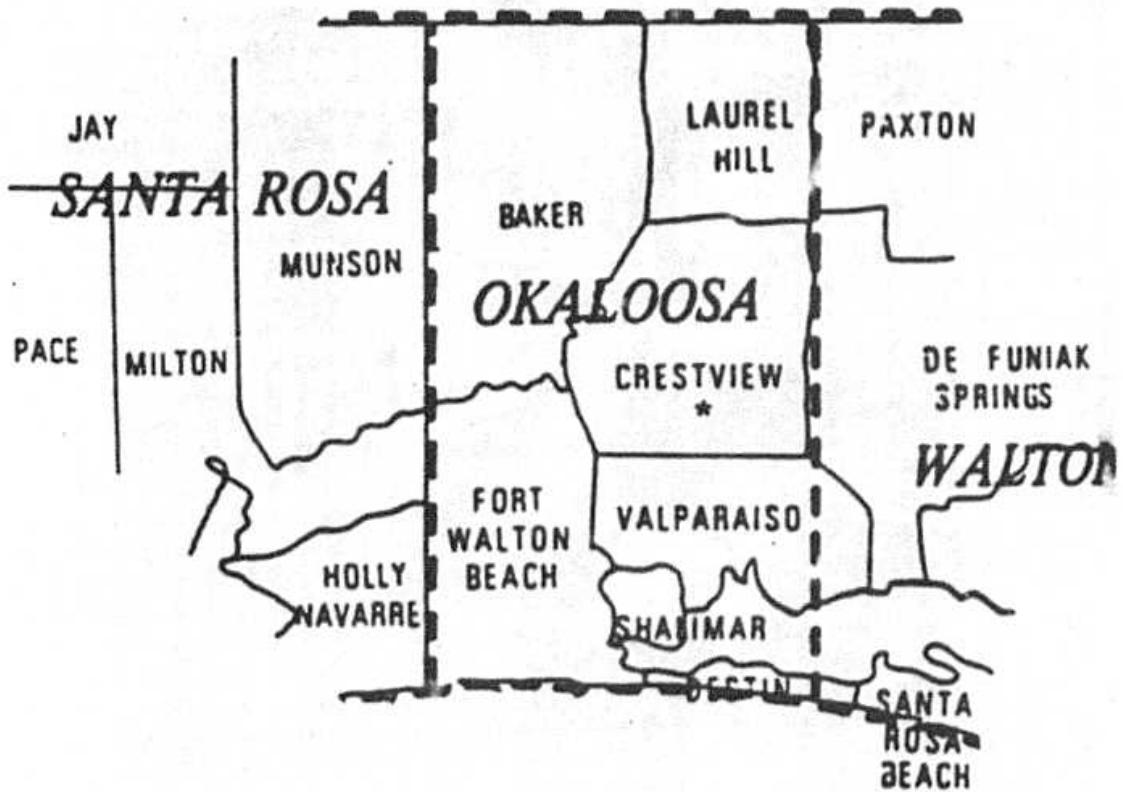 JAY
LAUREL
HILL
PAXTON
SANTA ROSA
BAKER
MUNSON
OKALOOSA
PACE
MILTON
CRESTVIEW
*
DE FUNIAK
SPRINGS
WALTON
FORT
WALTON
BEACH
VALPARAISO
HOLLY
NAVARRE
SHALIMAR
DESTIN
SANTA
ROSA
BEACH